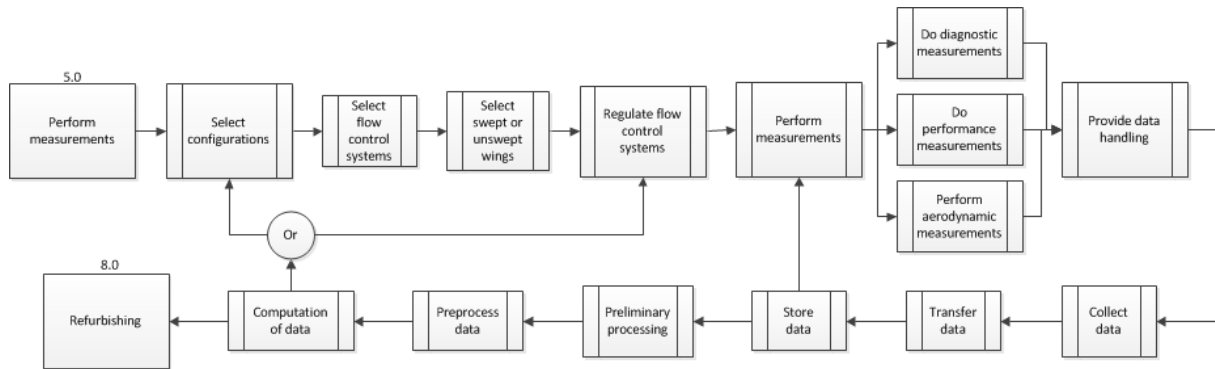 5.0
Perform
measurements
Select
configurations
Select
flow
control
systems
Select
swept or
unswept
wings
Regulate flow
control
systems
Perform
measurements
Do diagnostic
measurements
Do
performance
measurements
Perform
aerodynamic
measurements
Provide data
handling
Or
8.0
Refurbishing
Computation
of data
Preprocess
data
Preliminary
processing
Store
data
Transfer
data
Collect
data